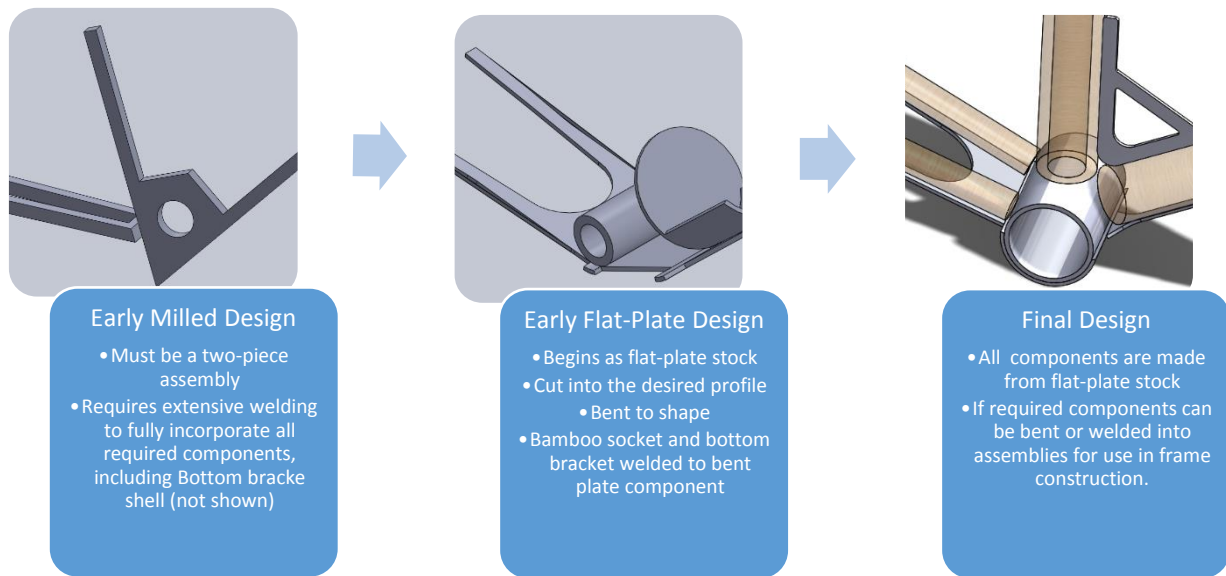 Early Milled Design
•Must be a two-piece
assembly
•Requires extensive welding
to fully incorporate all
required components,
including Bottom bracke
shell (not shown)
Early Flat-Plate Design
•Begins as flat-plate stock
•Cut into the desired profile
•Bent to shape
•Bamboo socket and bottom
bracket welded to bent
plate component
Final Design
•All components are made
from flat-plate stock
•If required components can
be bent or welded into
assemblies for use in frame
construction.